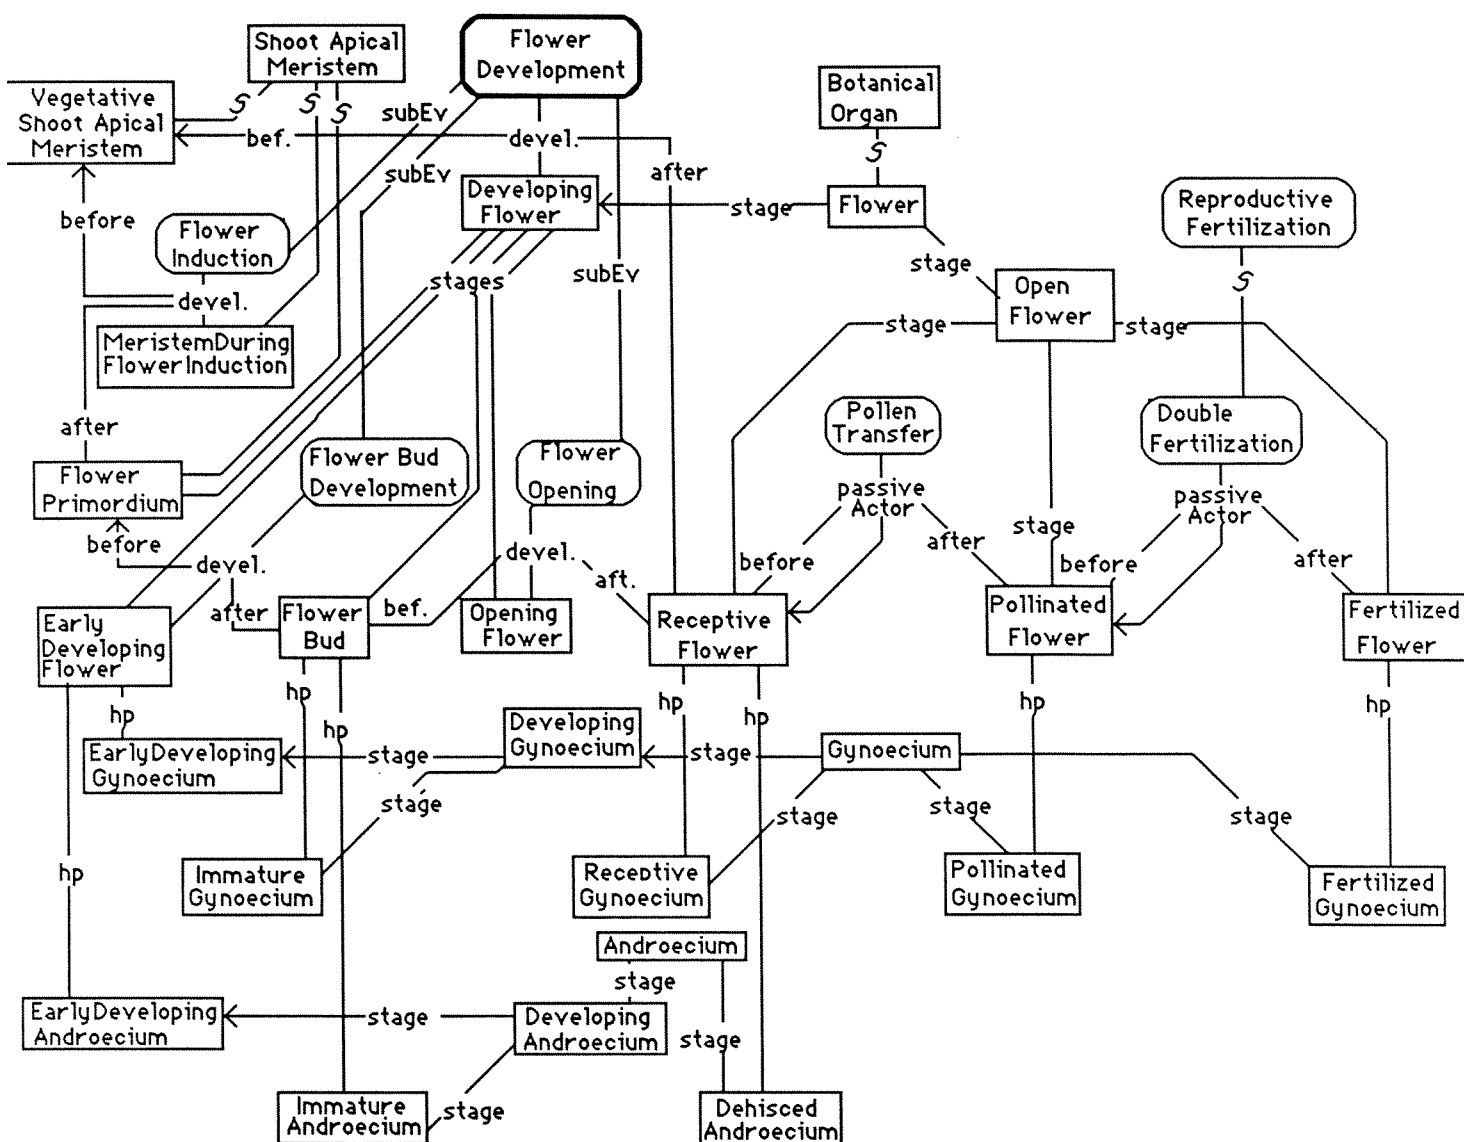 Shoot Apical
Meristem
Flower
Development
Botanical
Organ
Vegetative
Shoot Apical
Meristem
S
S
S
subEv
bef.
devel.
subEv
after
S
Developing
Flower
stage
Flower
Reproductive
Fertilization
before
Flower
Induction
stages
subEv
stage
S
Open
Flower
devel.
MeristemDuring
FlowerInduction
stage
stage
after
Pollen
Transfer
Double
Fertilization
Flower
Primordium
Flower Bud
Development
Flower
Opening
passive
Actor
passive
Actor
stage
before
devel.
devel.
before
after
before
after
aft.
after
Early
Developing
Flower
Flower
Bud
bef.
Opening
Flower
Receptive
Flower
Pollinated
Flower
Fertilized
Flower
hp
hp
hp
hp
hp
hp
hp
EarlyDeveloping
Gynoecium
stage
Developing
Gynoecium
stage
Gynoecium
stage
stage
stage
stage
hp
Immature
Gynoecium
Receptive
Gynoecium
Pollinated
Gynoecium
Fertilized
Gynoecium
Androecium
stage
EarlyDeveloping
Androecium
stage
Developing
Androecium
stage
Immature
Androecium
stage
Dehisced
Androecium